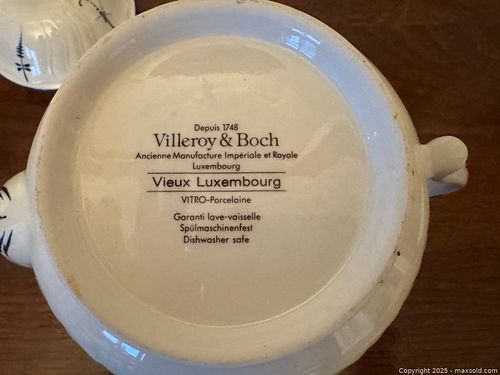 Depuis 1748
Villeroy & Boch
Ancienne Manufacture Impériale et Royale
Luxembourg
Vieux Luxembourg
VITRO-Porcelaine
Garanti lave-vaisselle
Spülmaschinenfest
Dishwasher safe
Copyright 2025 - maxsold.com